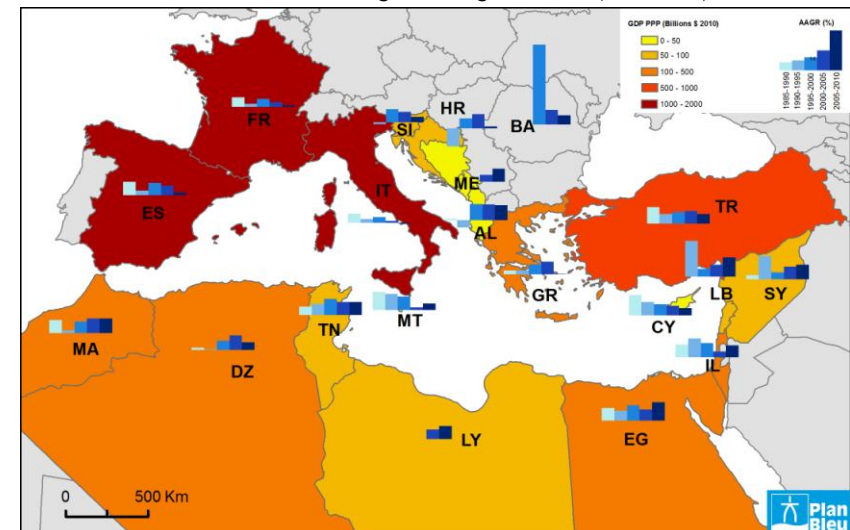 GDP PPP (Billions $ 2010)
0 - 50
50 - 100
100 - 500
500 - 1000
1000 - 2000
AAGR (%)
1985-1990
1990-1995
1995-2000
2000-2005
2005-2010
FR
SI
HR
BA
ES
IT
ME
TR
AL
GR
LB
SY
MA
TN
MT
CY
DZ
IL
LY
EG
0 500 Km
Plan
Bleu